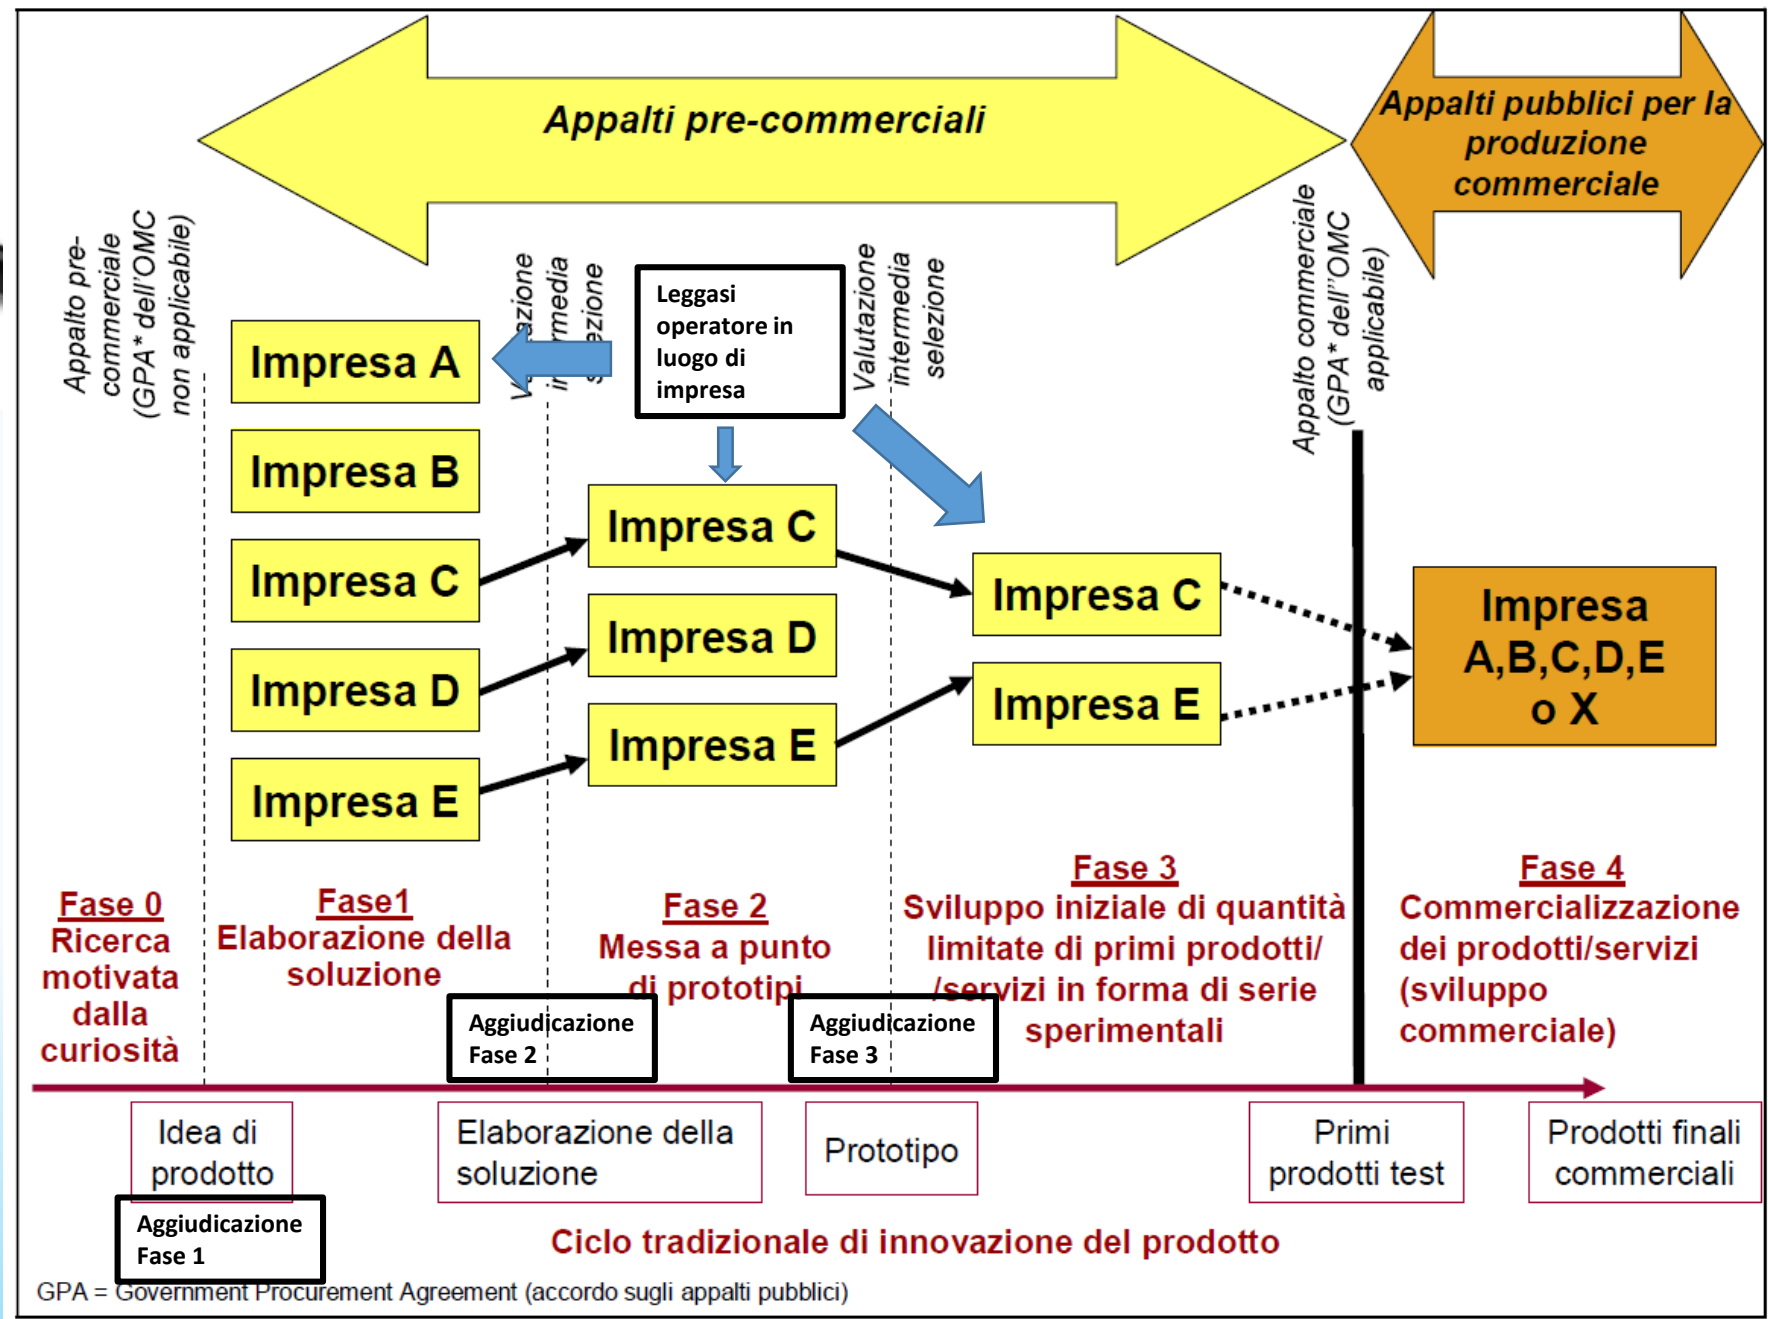 Appalti pre-commerciali
Appalti pubblici per la
produzione
commerciale
Appalto pre-
commerciale
(GPA* dell'OMC
non applicabile)
intermedia
Leggasi
operatore in
luogo di
impresa
Valutazione
intermedia
selezione
Appalto commerciale
(GPA* dell''OMC
applicabile)
Impresa A
Impresa B
Impresa C
Impresa D
Impresa E
Impresa C
Impresa D
Impresa E
Impresa C
Impresa E
Impresa
A,B,C,D,E
o X
Fase 0
Ricerca
motivata
dalla
curiosità
Fase1
Elaborazione della
soluzione
Fase 2
Messa a punto
di prototipi
Fase 3
Sviluppo iniziale di quantità
limitate di primi prodotti/
/servizi in forma di serie
sperimentali
Fase 4
Commercializzazione
dei prodotti/servizi
(sviluppo
commerciale)
Aggiudicazione
Fase 2
Aggiudicazione
Fase 3
Idea di
prodotto
Elaborazione della
soluzione
Prototipo
Primi
prodotti test
Prodotti finali
commerciali
Aggiudicazione
Fase 1
Ciclo tradizionale di innovazione del prodotto
GPA = Government Procurement Agreement (accordo sugli appalti pubblici)